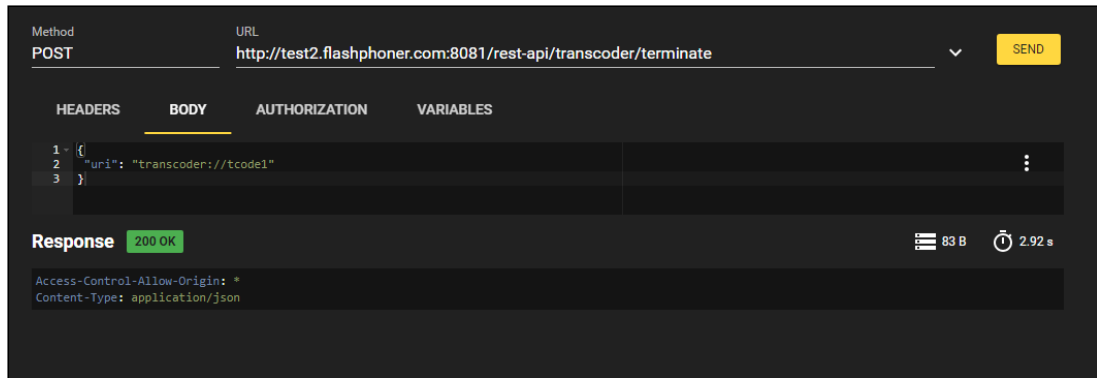 Method URL
POST http://test2.flashphoner.com:8081/rest-api/transcoder/terminate SEND
HEADERS BODY AUTHORIZATION VARIABLES
1 {
2 "uri": "transcoder://tcode1"
3 }
Response 200 OK 83 B 2.92 s
Access-Control-Allow-Origin: *
Content-Type: application/json